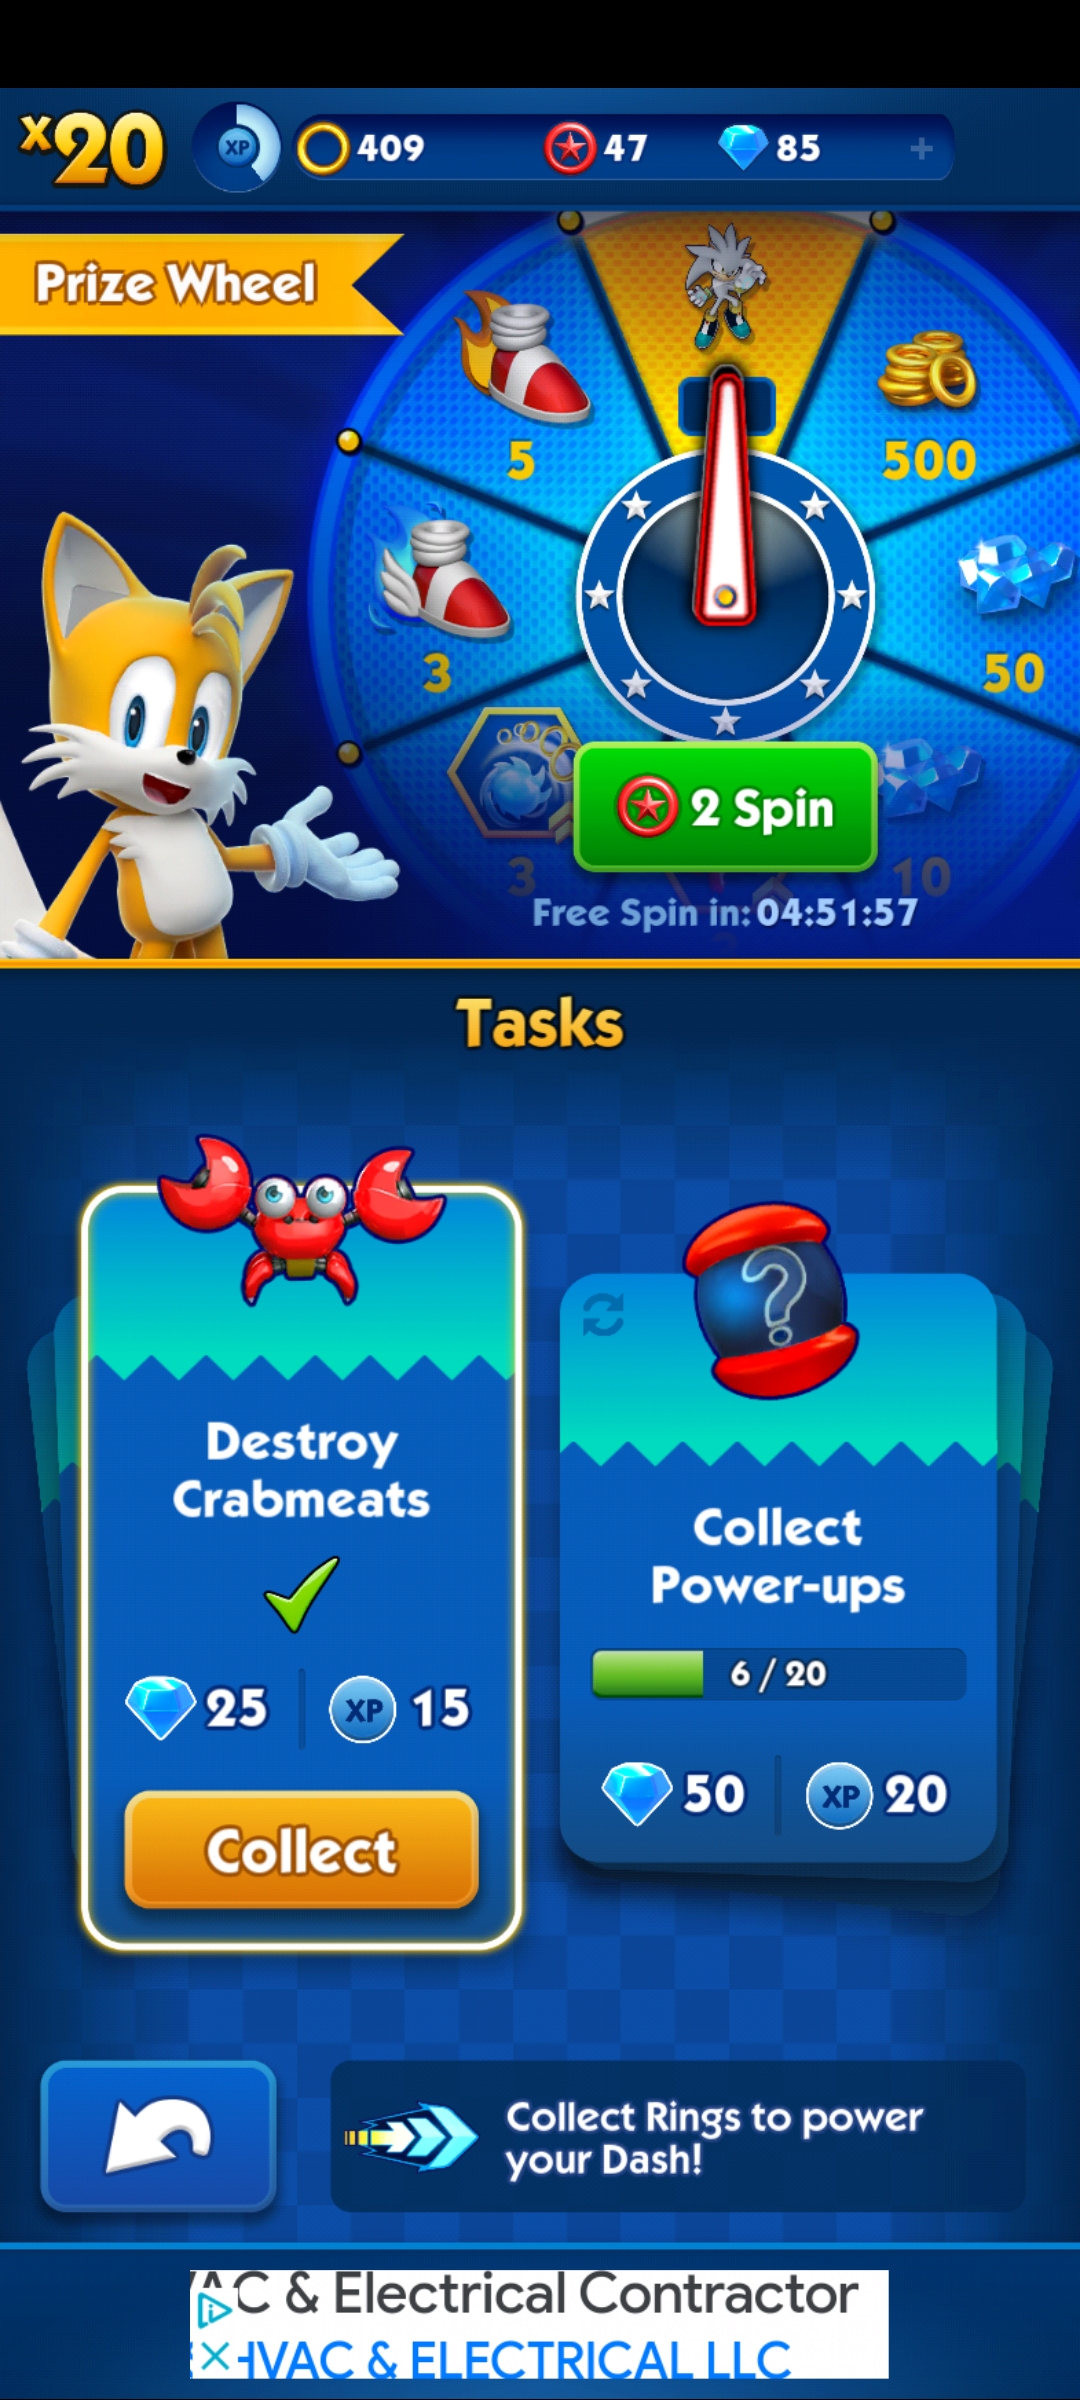 x20
XP
409
47
85
+
Prize Wheel
5
500
3
50
2 Spin
3
10
Free Spin in: 04:51:57
Tasks
?
Destroy
Crabmeats
Collect
Power-ups
6 / 20
25
XP 15
50
XP 20
Collect
Collect Rings to power
your Dash!
AC & Electrical Contractor
HVAC & ELECTRICAL LLC